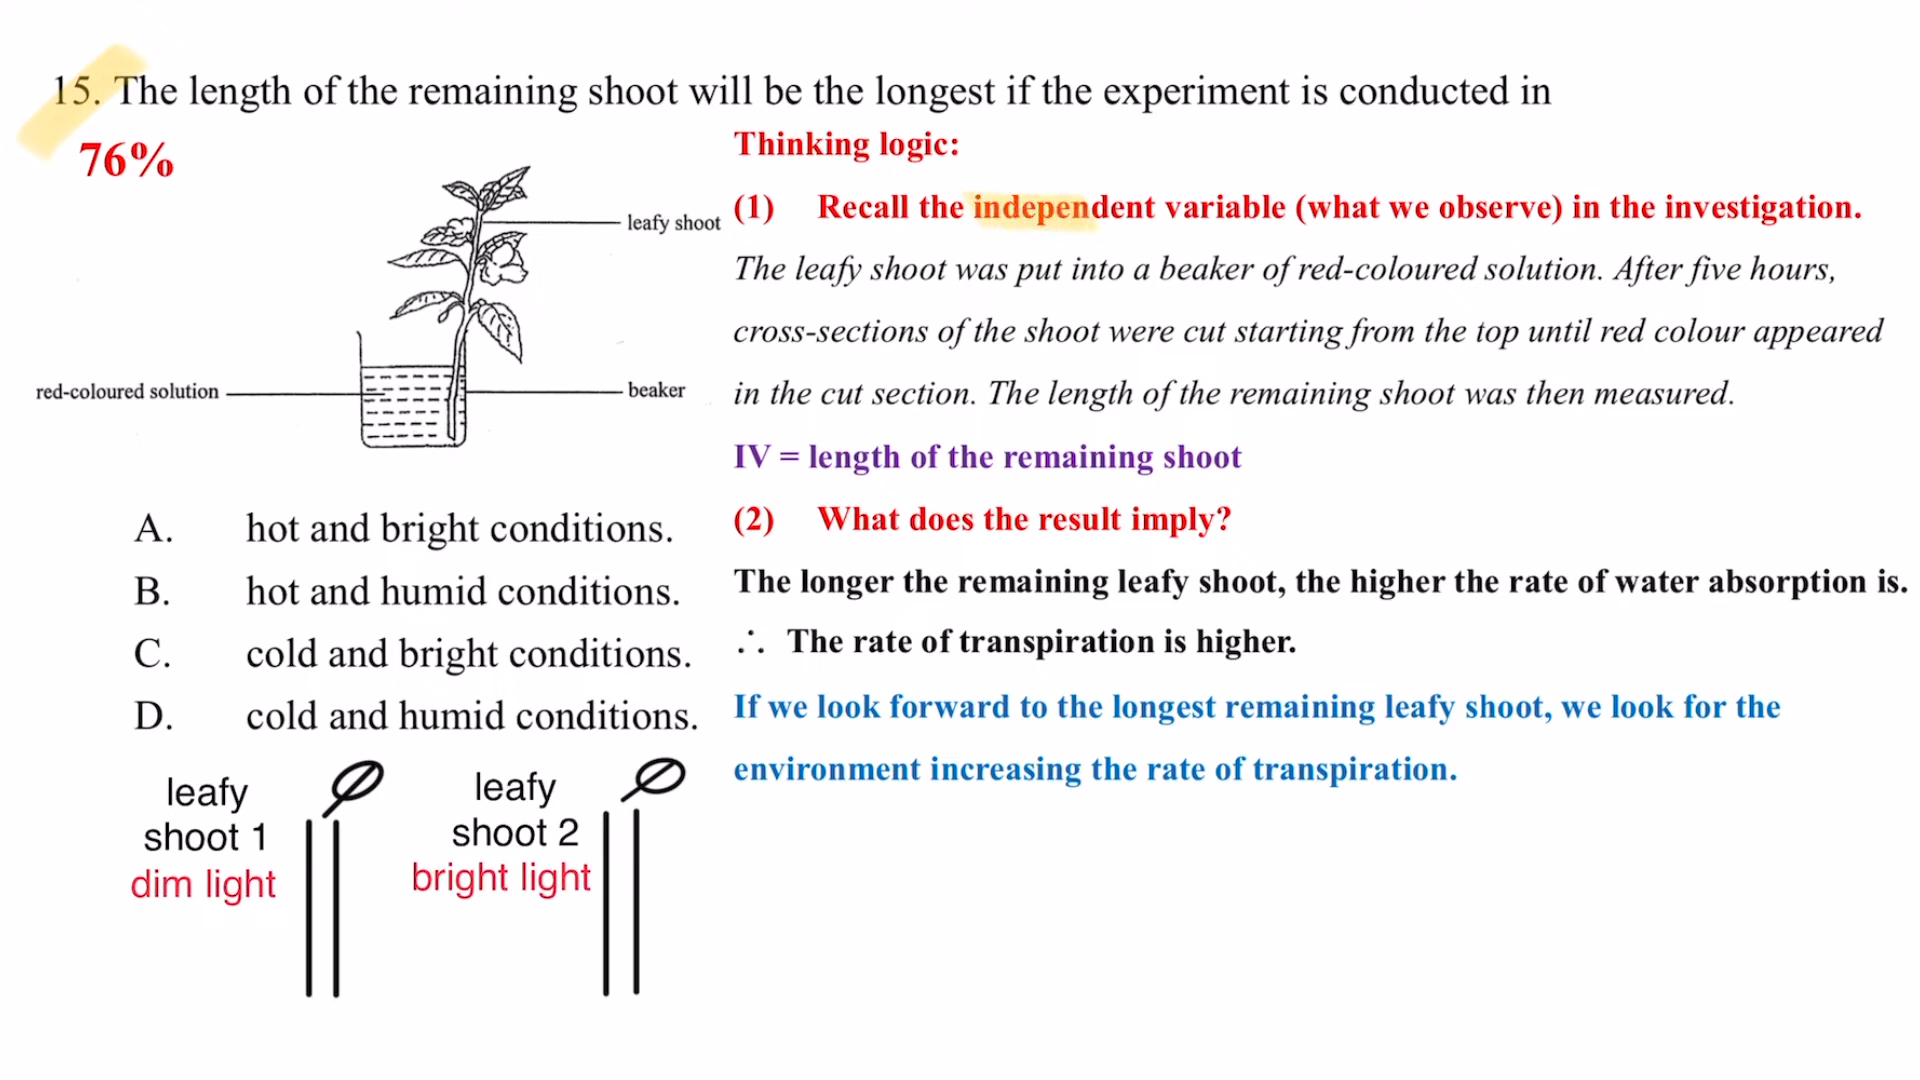 15. The length of the remaining shoot will be the longest if the experiment is conducted in
76%
leafy shoot
red-coloured solution
beaker
A. hot and bright conditions.
B. hot and humid conditions.
C. cold and bright conditions.
D. cold and humid conditions.
leafy
shoot 1
dim light
leafy
shoot 2
bright light
Thinking logic:
(1) Recall the independent variable (what we observe) in the investigation.
The leafy shoot was put into a beaker of red-coloured solution. After five hours,
cross-sections of the shoot were cut starting from the top until red colour appeared
in the cut section. The length of the remaining shoot was then measured.
IV = length of the remaining shoot
(2) What does the result imply?
The longer the remaining leafy shoot, the higher the rate of water absorption is.
∴ The rate of transpiration is higher.
If we look forward to the longest remaining leafy shoot, we look for the
environment increasing the rate of transpiration.